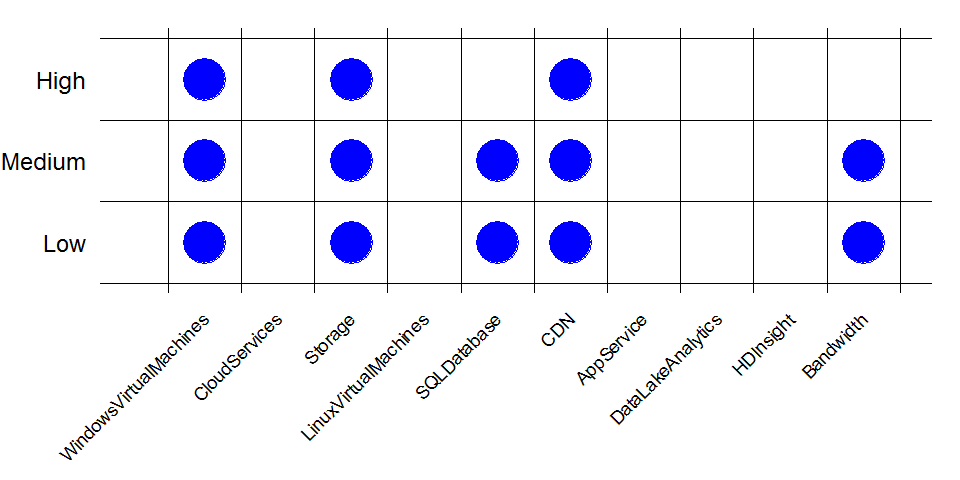 High
Medium
Low
WindowsVirtualMachines
CloudServices
Storage
LinuxVirtualMachines
SQLDatabase
CDN
AppService
DataLakeAnalytics
HDInsight
Bandwidth